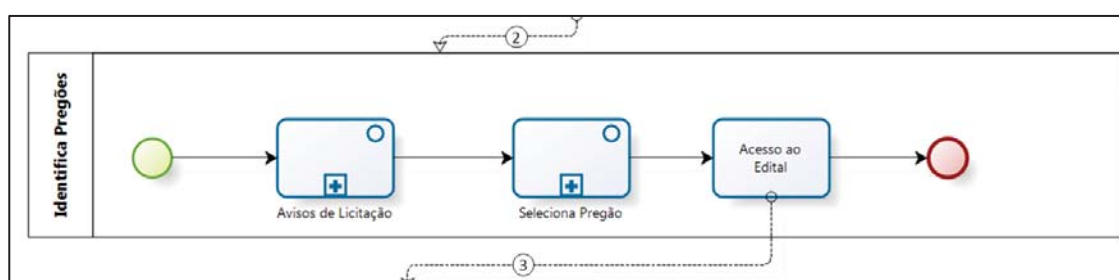 2
Identifica Pregões
Avisos de Licitação
Seleciona Pregão
Acesso ao
Edital
3